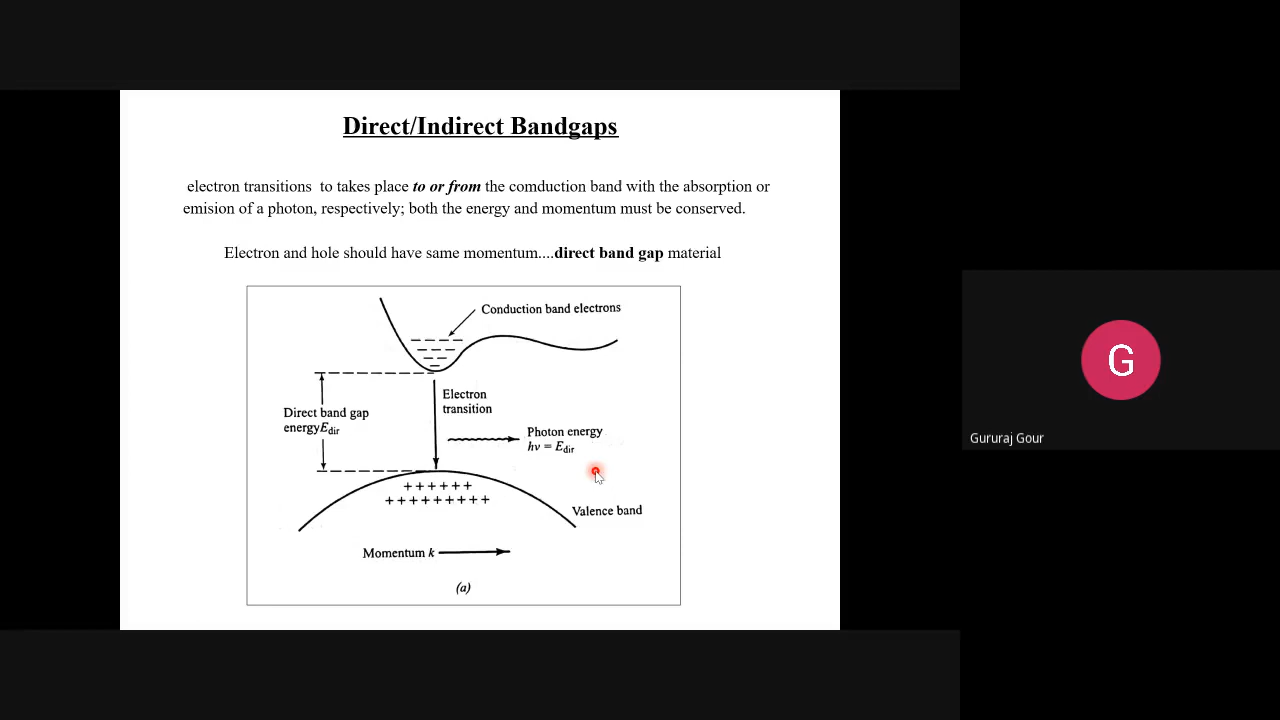 Direct/Indirect Bandgaps
electron transitions to takes place to or from the comduction band with the absorption or
emision of a photon, respectively; both the energy and momentum must be conserved.
Electron and hole should have same momentum....direct band gap material
Conduction band electrons
Electron
transition
Direct band gap
energy Edir
Photon energy
hν = Edir
+ + + + + +
+ + + + + + + + +
Valence band
Momentum k
(a)
G
Gururaj Gour